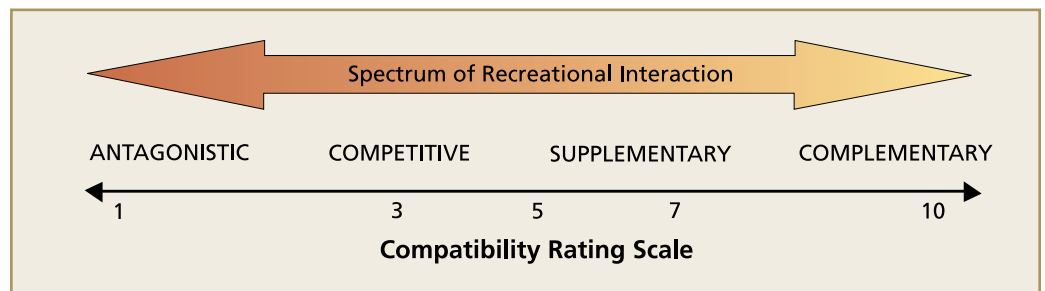 Spectrum of Recreational Interaction
ANTAGONISTIC COMPETITIVE SUPPLEMENTARY COMPLEMENTARY
1 3 5 7 10
Compatibility Rating Scale